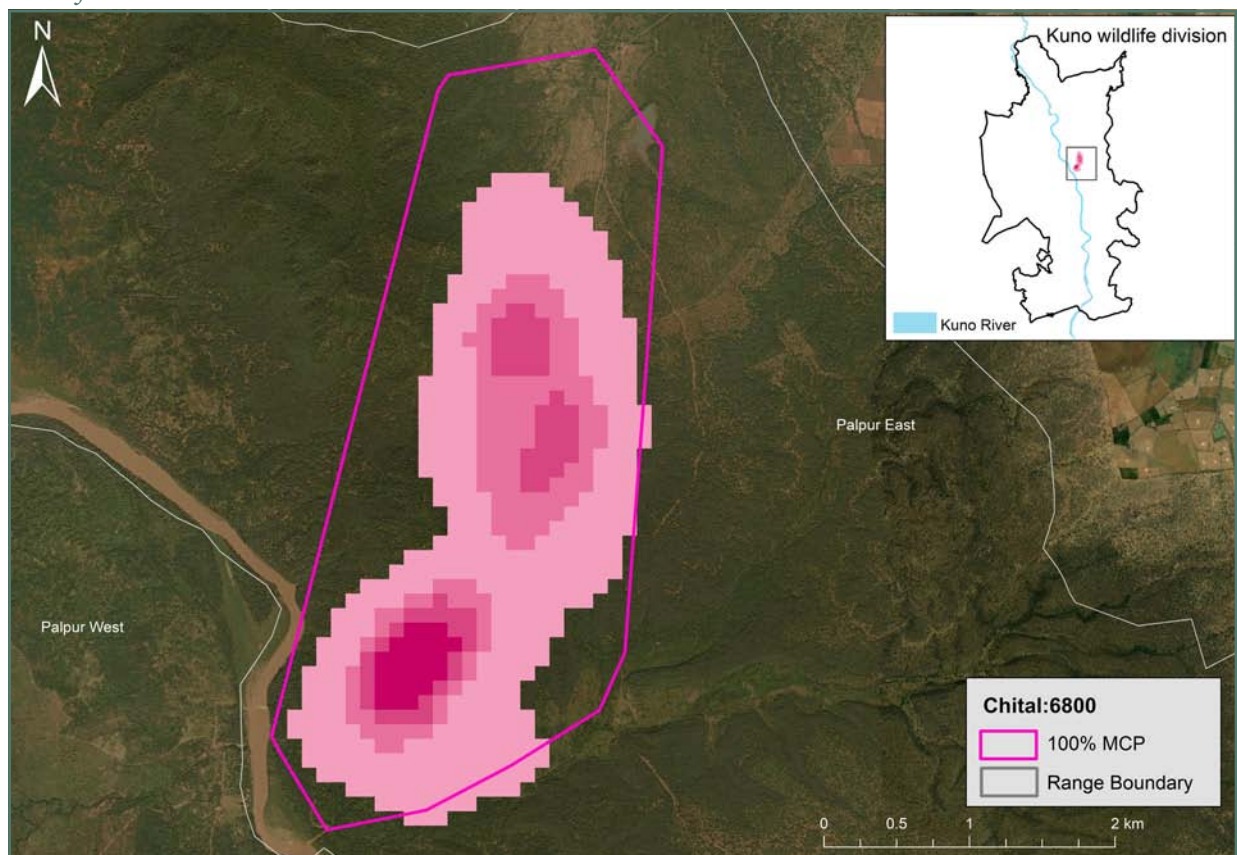 N
Kuno wildlife division
Kuno River
Palpur East
Palpur West
Chital:6800
100% MCP
Range Boundary
0 0.5 1 2 km